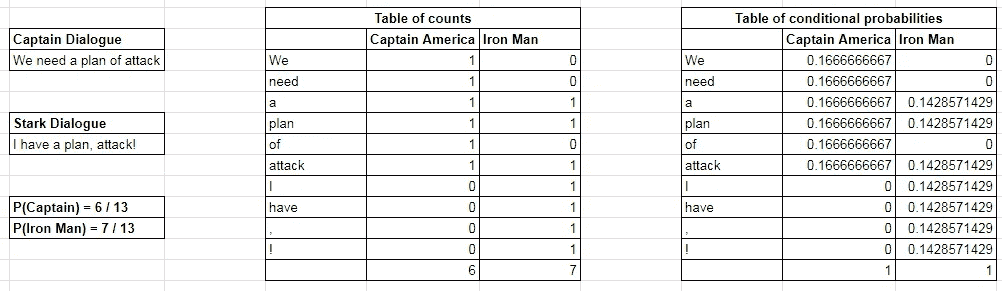 Captain Dialogue
We need a plan of attack
Stark Dialogue
I have a plan, attack!
P(Captain) = 6 / 13
P(Iron Man) = 7 / 13
Table of counts
Captain America Iron Man
We 1 0
need 1 0
a 1 1
plan 1 1
of 1 0
attack 1 1
I 0 1
have 0 1
, 0 1
! 0 1
6 7
Table of conditional probabilities
Captain America Iron Man
We 0.1666666667 0
need 0.1666666667 0
a 0.1666666667 0.1428571429
plan 0.1666666667 0.1428571429
of 0.1666666667 0
attack 0.1666666667 0.1428571429
I 0 0.1428571429
have 0 0.1428571429
, 0 0.1428571429
! 0 0.1428571429
1 1